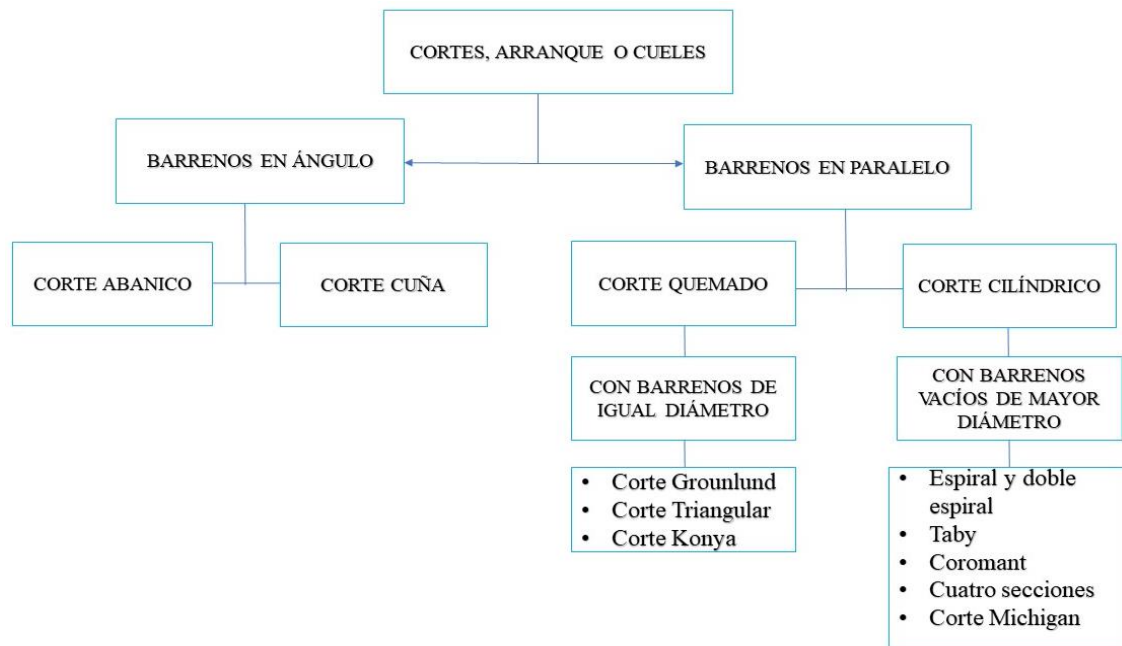 CORTES, ARRANQUE O CUELES
BARRENOS EN ÁNGULO
BARRENOS EN PARALELO
CORTE ABANICO
CORTE CUÑA
CORTE QUEMADO
CORTE CILÍNDRICO
CON BARRENOS DE
IGUAL DIÁMETRO
CON BARRENOS
VACÍOS DE MAYOR
DIÁMETRO
• Corte Grounlund
• Corte Triangular
• Corte Konya
• Espiral y doble
espiral
• Taby
• Coromant
• Cuatro secciones
• Corte Michigan